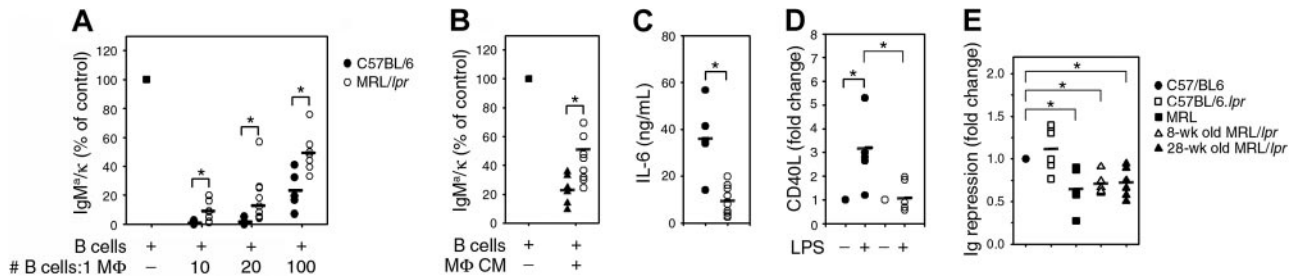 A
IgMᵃ/κ (% of control)
120
100
80
60
40
20
0
*
*
*
● C57BL/6
○ MRL/lpr
B cells + + + +
# B cells:1 MΦ – 10 20 100
B
IgMᵃ/κ (% of control)
120
100
80
60
40
20
0
*
B cells + +
MΦ CM – +
C
IL-6 (ng/mL)
80
60
40
20
0
*
D
CD40L (fold change)
7
6
5
4
3
2
1
0
*
*
LPS – + – +
E
Ig repression (fold change)
2.0
1.5
1.0
0.5
0.0
*
*
*
● C57/BL6
□ C57BL/6.lpr
■ MRL
△ 8-wk old MRL/lpr
▲ 28-wk old MRL/lpr